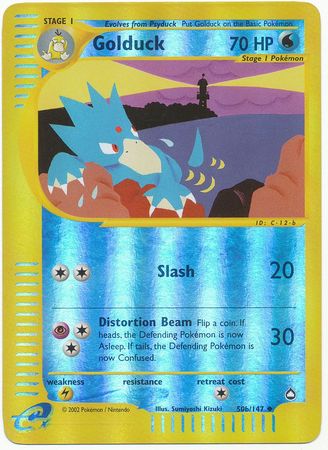 STAGE 1
Evolves from Psyduck Put Golduck on the Basic Pokémon.
Golduck 70 HP
Stage 1 Pokémon
ID: C-12-b
Slash 20
Distortion Beam Flip a coin. If
heads, the Defending Pokémon is now
Asleep. If tails, the Defending Pokémon
is now Confused.
30
weakness resistance retreat cost
e
© 2002 Pokémon / Nintendo Illus. Sumiyoshi Kizuki 50b/147